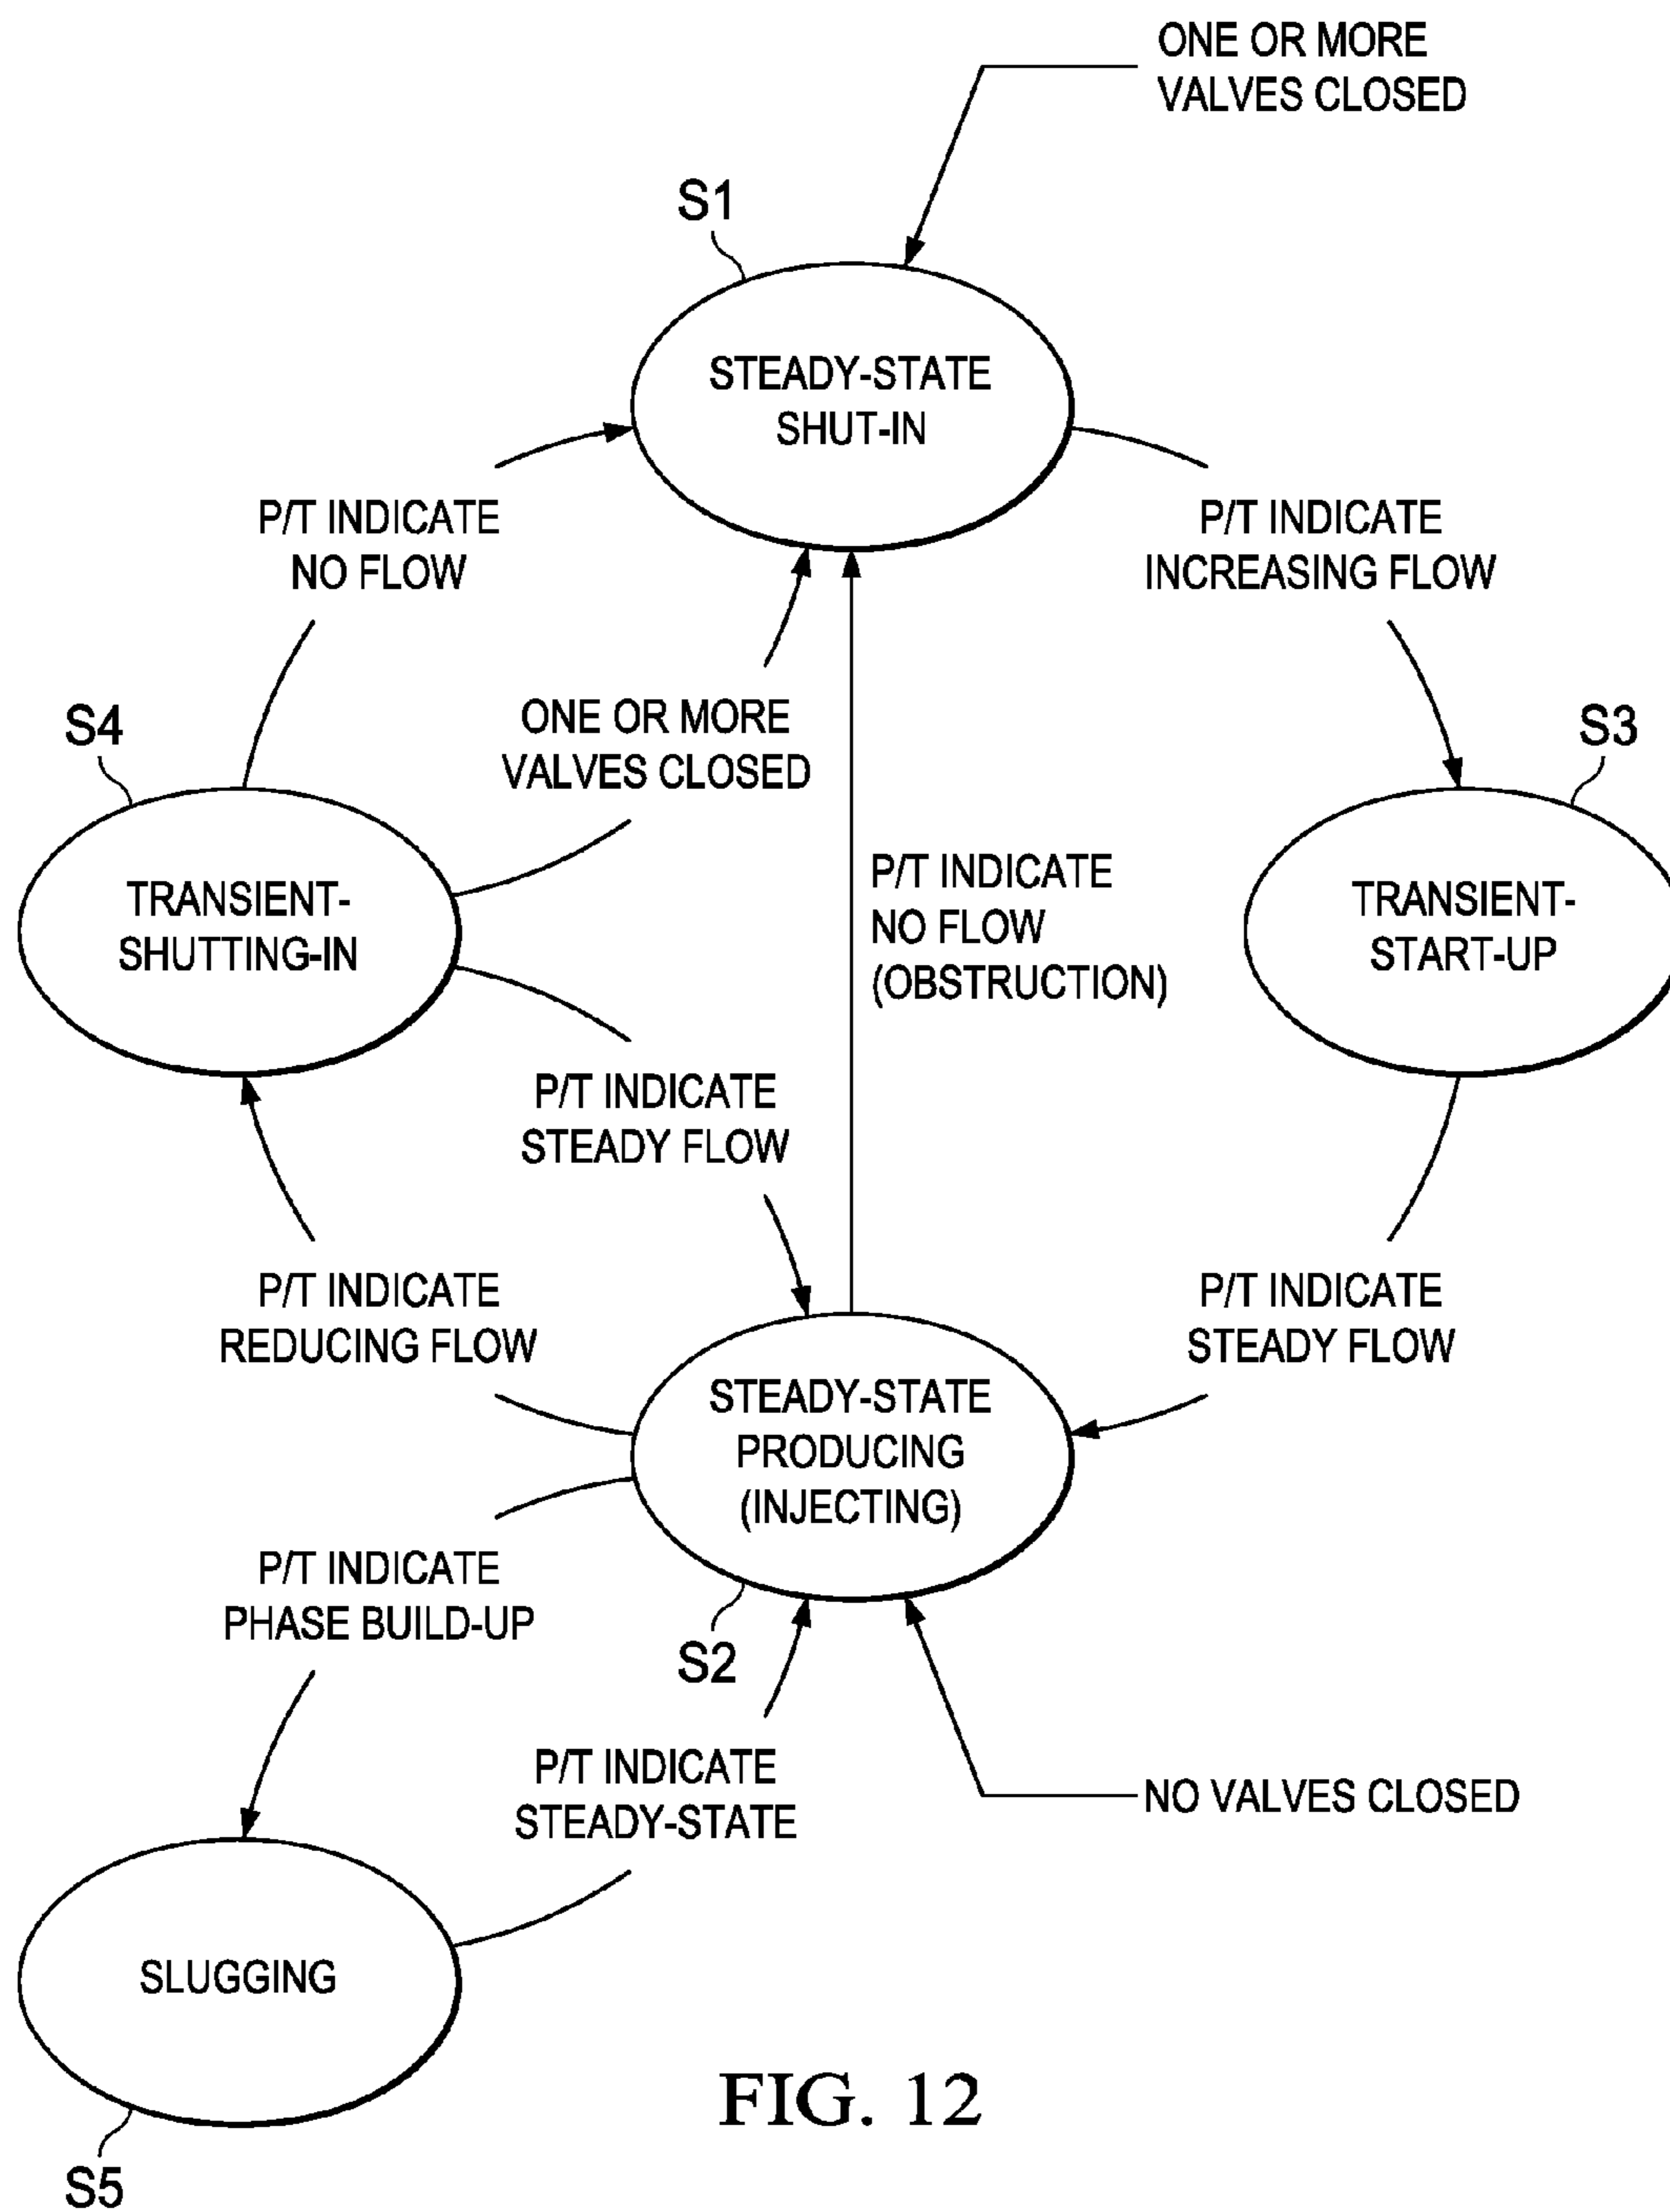 ONE OR MORE
VALVES CLOSED
S1
STEADY-STATE
SHUT-IN
P/T INDICATE
NO FLOW
P/T INDICATE
INCREASING FLOW
ONE OR MORE
VALVES CLOSED
S4
S3
TRANSIENT-
SHUTTING-IN
P/T INDICATE
NO FLOW
(OBSTRUCTION)
TRANSIENT-
START-UP
P/T INDICATE
STEADY FLOW
P/T INDICATE
REDUCING FLOW
P/T INDICATE
STEADY FLOW
STEADY-STATE
PRODUCING
(INJECTING)
P/T INDICATE
PHASE BUILD-UP
S2
P/T INDICATE
STEADY-STATE
NO VALVES CLOSED
SLUGGING
S5
FIG. 12